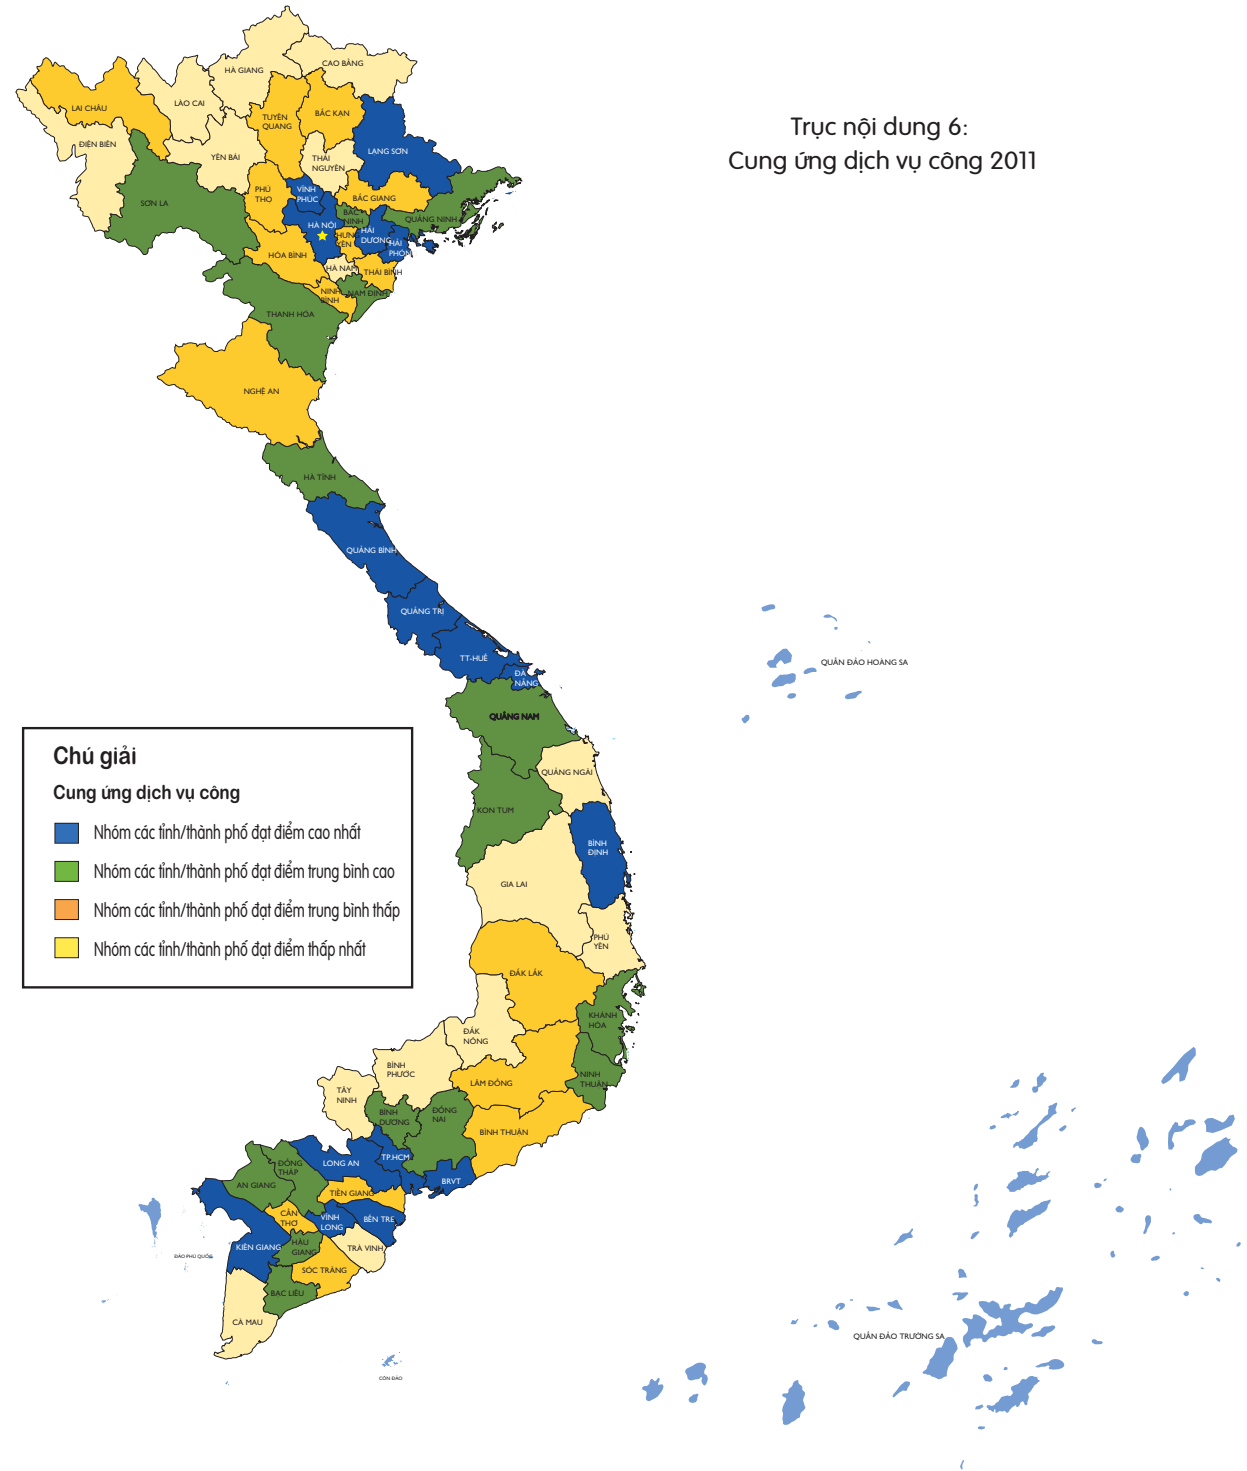 Trục nội dung 6:
Cung ứng dịch vụ công 2011
HÀ GIANG
CAO BẰNG
LÀO CAI
LAI CHÂU
TUYÊN
QUANG
BẮC KẠN
ĐIỆN BIÊN
YÊN BÁI
THÁI
NGUYÊN
LẠNG SƠN
SƠN LA
PHÚ
THỌ
VĨNH
PHÚC
BẮC GIANG
BẮC
NINH
QUẢNG NINH
HÀ NỘI
HƯNG
YÊN
HẢI
DƯƠNG
HẢI
PHÒNG
HÒA BÌNH
HÀ NAM
THÁI BÌNH
NINH
BÌNH
NAM ĐỊNH
THANH HÓA
NGHỆ AN
HÀ TĨNH
QUẢNG BÌNH
QUẢNG TRỊ
TT-HUẾ
ĐÀ
NẴNG
QUẦN ĐẢO HOÀNG SA
QUẢNG NAM
QUẢNG NGÃI
KON TUM
BÌNH
ĐỊNH
GIA LAI
PHÚ
YÊN
ĐẮK LẮK
KHÁNH
HÒA
ĐẮK
NÔNG
BÌNH
PHƯỚC
LÂM ĐỒNG
NINH
THUẬN
TÂY
NINH
BÌNH
DƯƠNG
ĐỒNG
NAI
BÌNH THUẬN
LONG AN
TP.HCM
BRVT
ĐỒNG
THÁP
AN GIANG
TIỀN GIANG
CẦN
THƠ
VĨNH
LONG
BẾN TRE
KIÊN GIANG
HẬU
GIANG
TRÀ VINH
ĐẢO PHÚ QUỐC
SÓC TRĂNG
BẠC LIÊU
CÀ MAU
CÔN ĐẢO
QUẦN ĐẢO TRƯỜNG SA
Chú giải
Cung ứng dịch vụ công
Nhóm các tỉnh/thành phố đạt điểm cao nhất
Nhóm các tỉnh/thành phố đạt điểm trung bình cao
Nhóm các tỉnh/thành phố đạt điểm trung bình thấp
Nhóm các tỉnh/thành phố đạt điểm thấp nhất